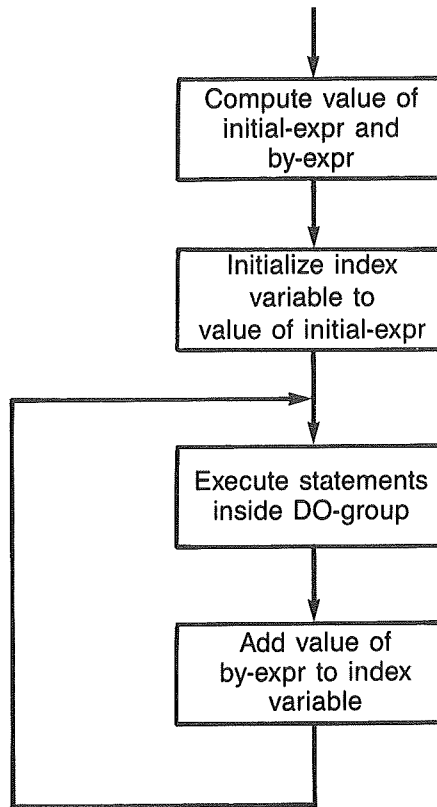 Compute value of
initial-expr and
by-expr
Initialize index
variable to
value of initial-expr
Execute statements
inside DO-group
Add value of
by-expr to index
variable